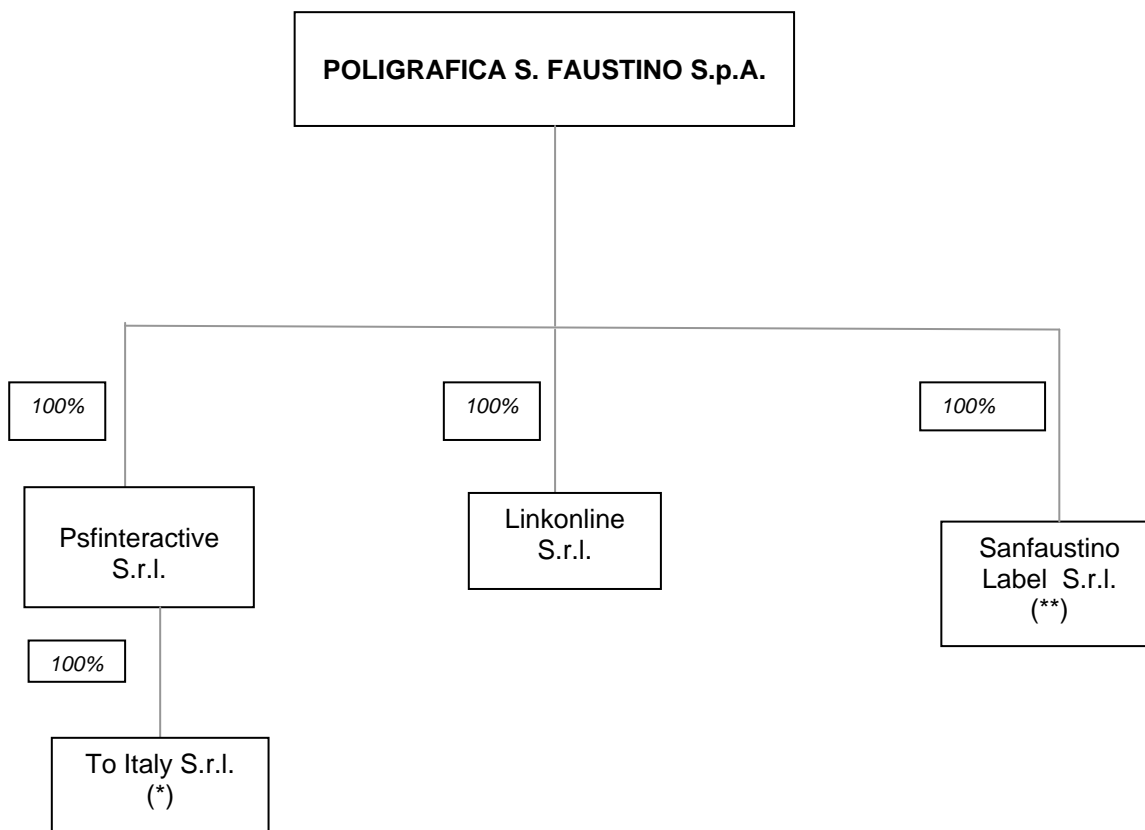 POLIGRAFICA S. FAUSTINO S.p.A.
100%
100%
100%
Psfinteractive
S.r.l.
Linkonline
S.r.l.
Sanfaustino
Label S.r.l.
(**)
100%
To Italy S.r.l.
(*)